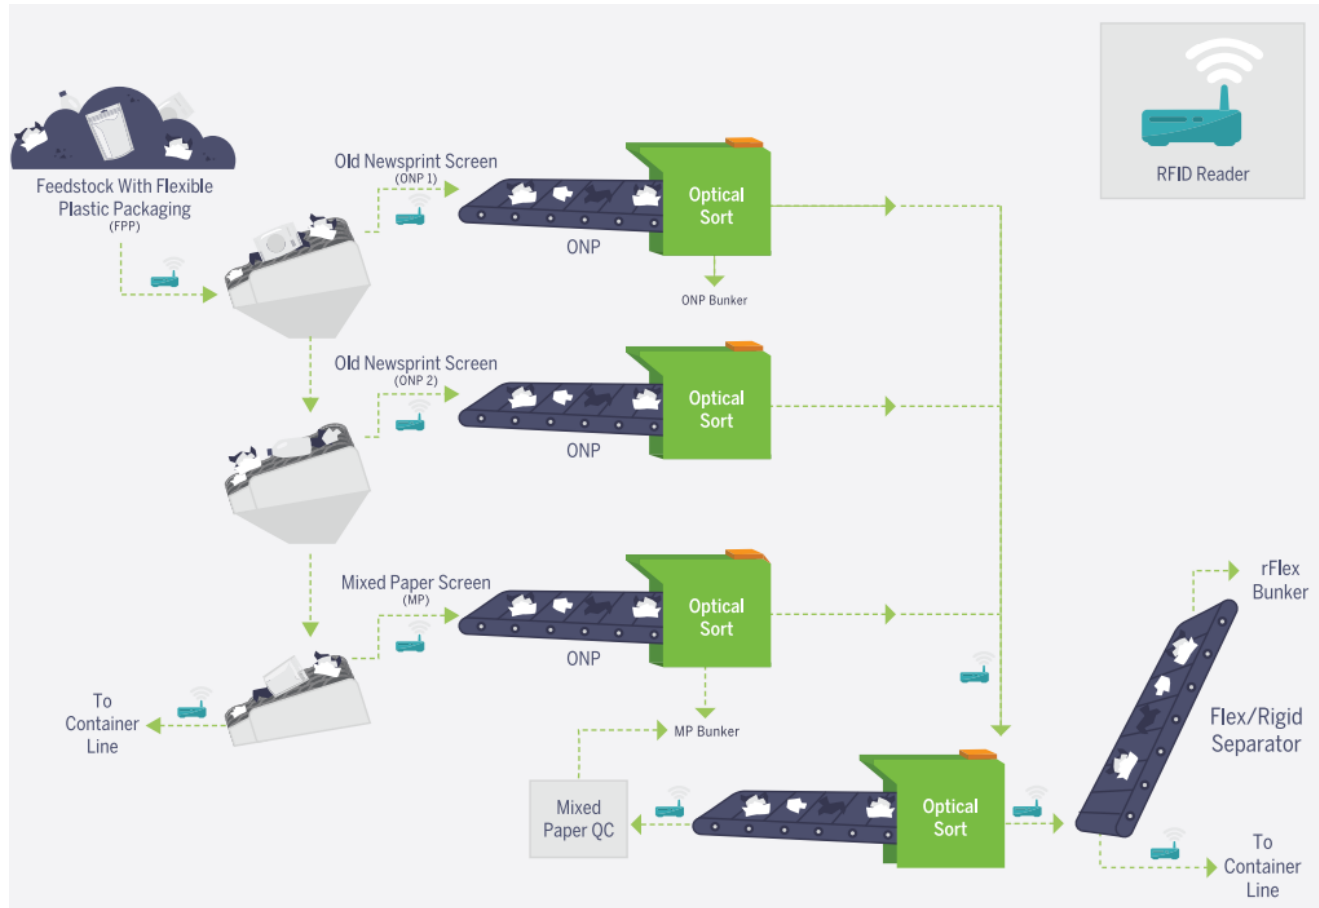 RFID Reader
Feedstock With Flexible
Plastic Packaging
(FPP)
Old Newsprint Screen
(ONP 1)
Optical
Sort
ONP
ONP Bunker
Old Newsprint Screen
(ONP 2)
Optical
Sort
ONP
Mixed Paper Screen
(MP)
Optical
Sort
ONP
To
Container
Line
MP Bunker
Mixed
Paper QC
Optical
Sort
rFlex
Bunker
Flex/Rigid
Separator
To
Container
Line